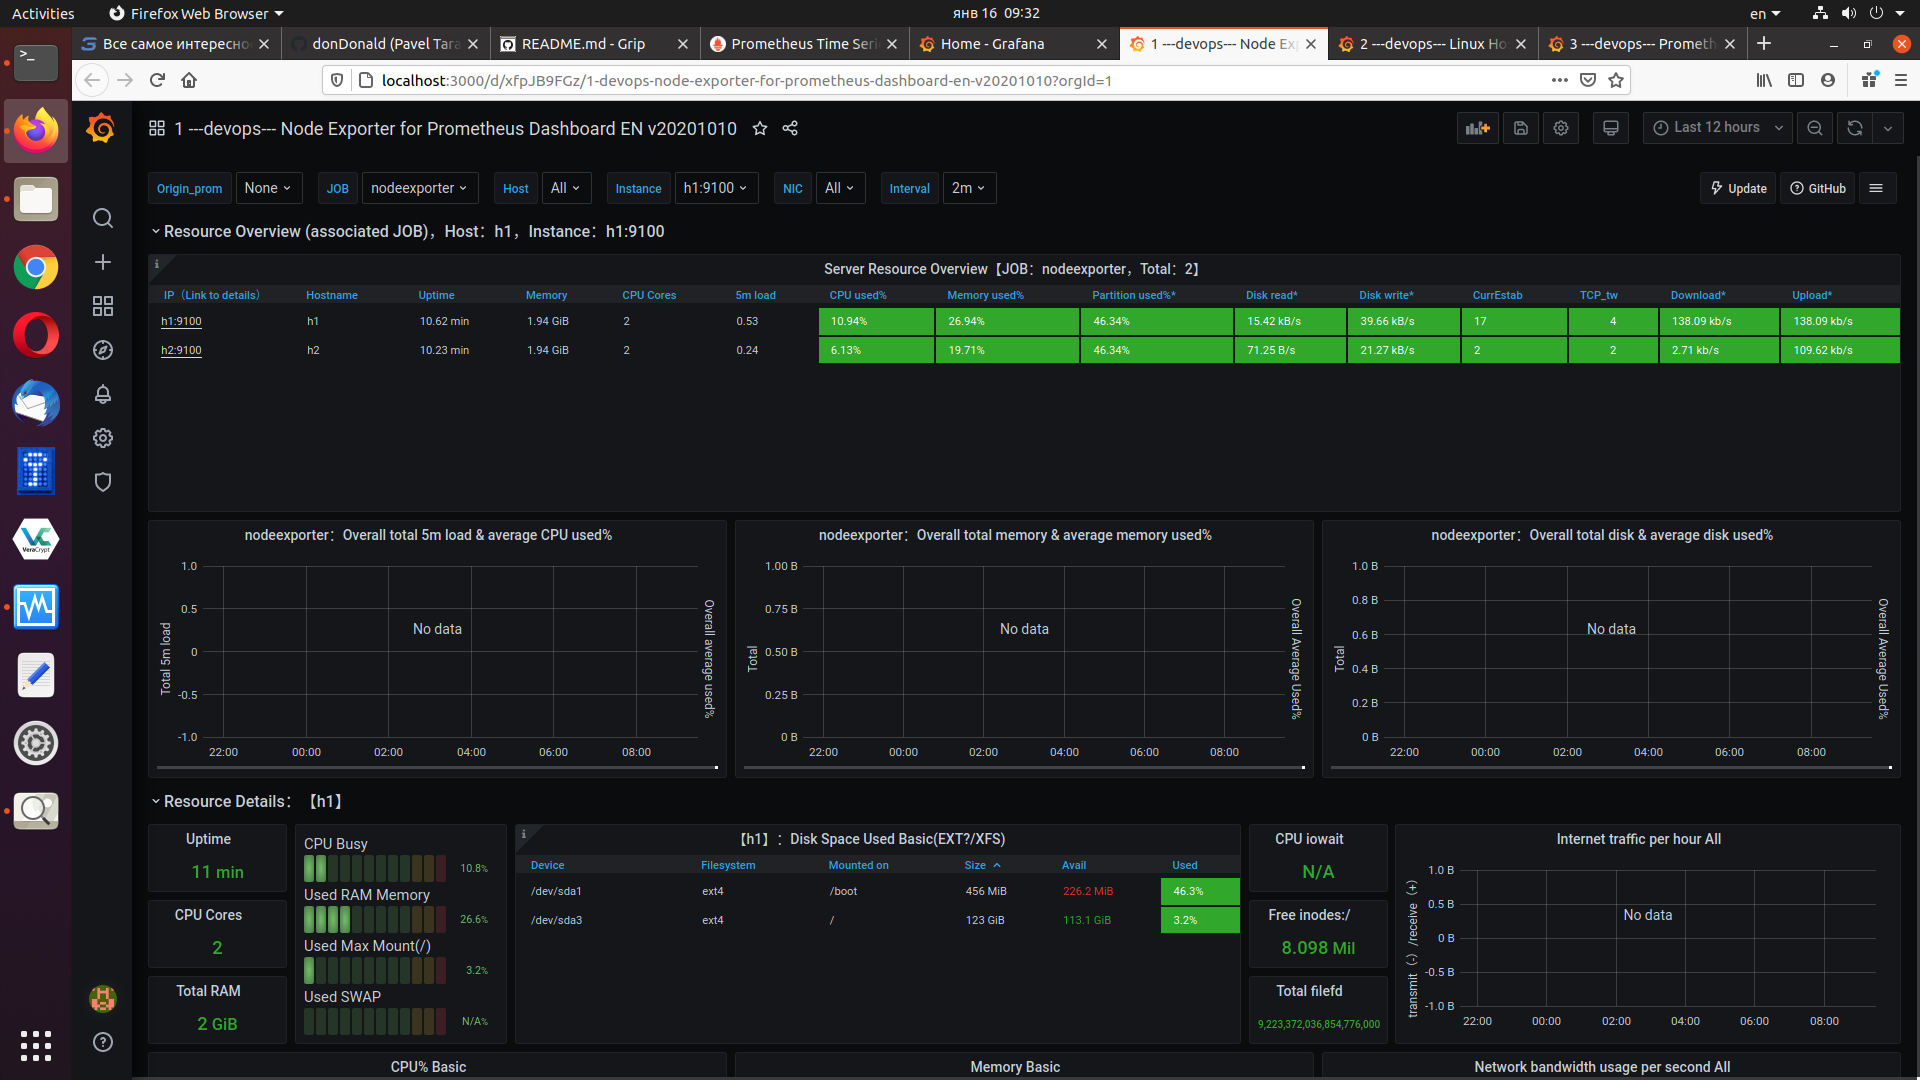 Activities
Firefox Web Browser
янв 16 09:32
en
Все самое интересно
donDonald (Pavel Tara
README.md - Grip
Prometheus Time Seri
Home - Grafana
1 ---devops--- Node Exp
2 ---devops--- Linux Ho
3 ---devops--- Prometh
localhost:3000/d/xfpJB9FGz/1-devops-node-exporter-for-prometheus-dashboard-en-v20201010?orgId=1
1 ---devops--- Node Exporter for Prometheus Dashboard EN v20201010
Last 12 hours
Origin_prom None JOB nodeexporter Host All Instance h1:9100 NIC All Interval 2m Update GitHub
Resource Overview (associated JOB)，Host：h1，Instance：h1:9100
Server Resource Overview【JOB：nodeexporter，Total：2】
IP（Link to details） Hostname Uptime Memory CPU Cores 5m load CPU used% Memory used% Partition used%* Disk read* Disk write* CurrEstab TCP_tw Download* Upload*
h1:9100 h1 10.62 min 1.94 GiB 2 0.53 10.94% 26.94% 46.34% 15.42 kB/s 39.66 kB/s 17 4 138.09 kb/s 138.09 kb/s
h2:9100 h2 10.23 min 1.94 GiB 2 0.24 6.13% 19.71% 46.34% 71.25 B/s 21.27 kB/s 2 2 2.71 kb/s 109.62 kb/s
nodeexporter：Overall total 5m load & average CPU used%
1.0
0.5
0
-0.5
-1.0
Total 5m load
Overall average used%
No data
22:00 00:00 02:00 04:00 06:00 08:00
nodeexporter：Overall total memory & average memory used%
1.00 B
0.75 B
0.50 B
0.25 B
0 B
Total
Overall Average Used%
No data
22:00 00:00 02:00 04:00 06:00 08:00
nodeexporter：Overall total disk & average disk used%
1.0 B
0.8 B
0.6 B
0.4 B
0.2 B
0 B
Total
Overall Average Used%
No data
22:00 00:00 02:00 04:00 06:00 08:00
Resource Details：【h1】
Uptime
11 min
CPU Cores
2
Total RAM
2 GiB
CPU Busy
10.8%
Used RAM Memory
26.6%
Used Max Mount(/)
3.2%
Used SWAP
N/A%
【h1】：Disk Space Used Basic(EXT?/XFS)
Device Filesystem Mounted on Size Avail Used
/dev/sda1 ext4 /boot 456 MiB 226.2 MiB 46.3%
/dev/sda3 ext4 / 123 GiB 113.1 GiB 3.2%
CPU iowait
N/A
Free inodes:/
8.098 Mil
Total filefd
9,223,372,036,854,776,000
Internet traffic per hour All
1.0 B
0.5 B
0 B
-0.5 B
-1.0 B
transmit（-）/receive（+）
No data
22:00 00:00 02:00 04:00 06:00 08:00
CPU% Basic
Memory Basic
Network bandwidth usage per second All
VeraCrypt